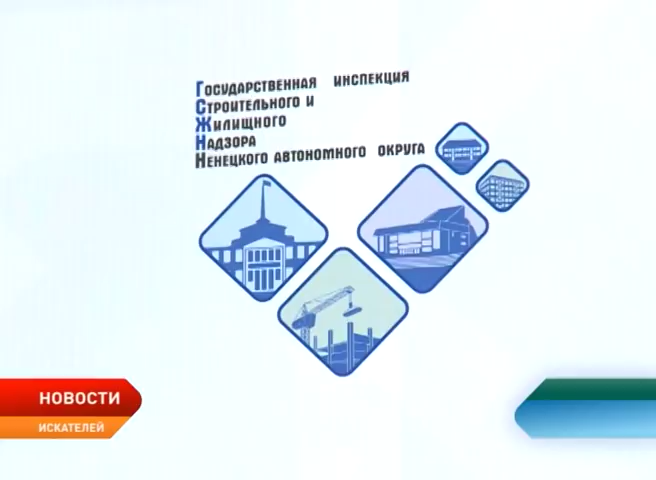 Государственная инспекция
Строительного и
Жилищного
Надзора
Ненецкого автономного округа
НОВОСТИ
ИСКАТЕЛЕЙ